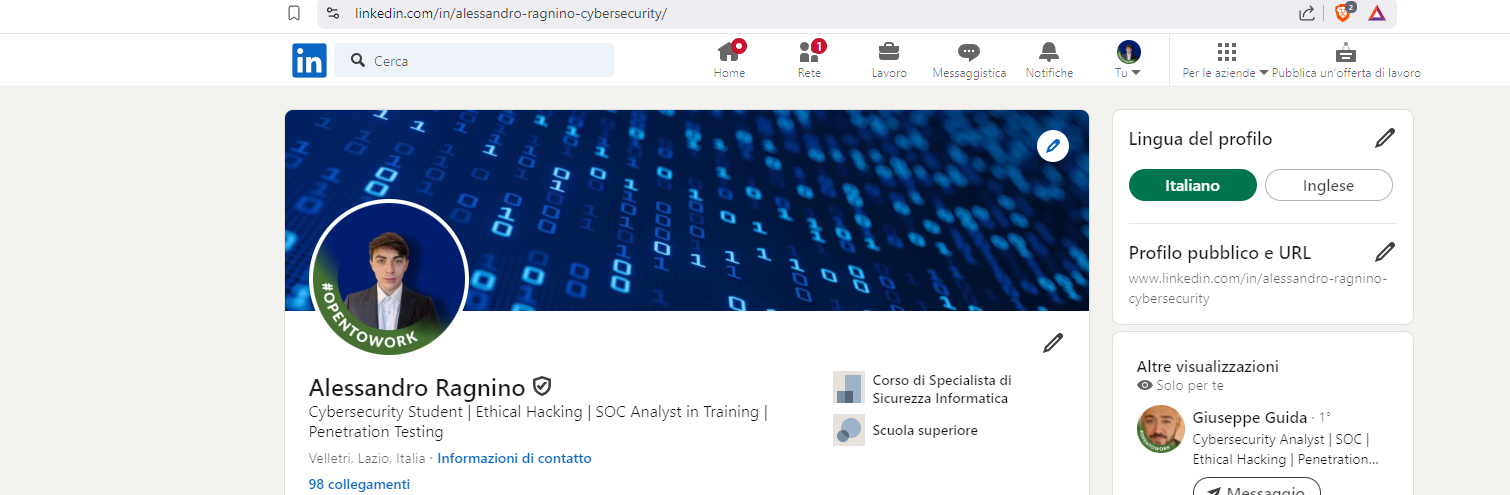 linkedin.com/in/alessandro-ragnino-cybersecurity/
2
in
Cerca
Home
1
Rete
Lavoro
Messaggistica
Notifiche
Tu
Per le aziende
Pubblica un'offerta di lavoro
#OPENTOWORK
Alessandro Ragnino
Cybersecurity Student | Ethical Hacking | SOC Analyst in Training |
Penetration Testing
Velletri, Lazio, Italia · Informazioni di contatto
98 collegamenti
Corso di Specialista di
Sicurezza Informatica
Scuola superiore
Lingua del profilo
Italiano
Inglese
Profilo pubblico e URL
www.linkedin.com/in/alessandro-ragnino-
cybersecurity
Altre visualizzazioni
Solo per te
#OPENTOWORK
Giuseppe Guida · 1°
Cybersecurity Analyst | SOC |
Ethical Hacking | Penetration...
Messaggio